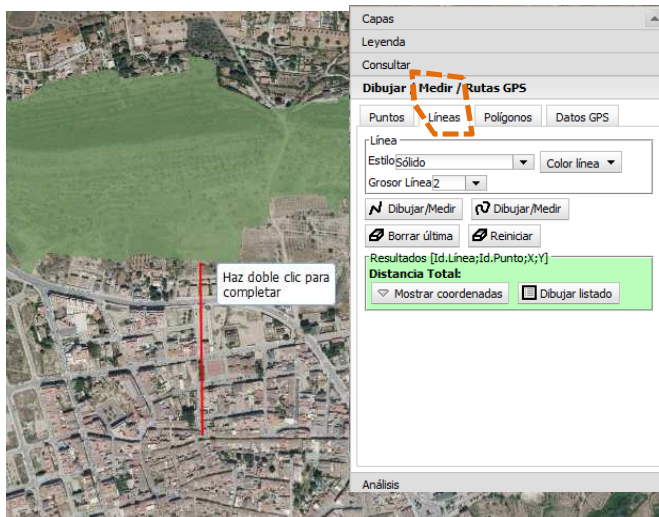 Capas
Leyenda
Consultar
Dibujar / Medir / Rutas GPS
Puntos Líneas Polígonos Datos GPS
Línea
Estilo Sólido Color línea
Grosor Línea 2
Dibujar/Medir Dibujar/Medir
Borrar última Reiniciar
Resultados [Id.Línea;Id.Punto;X;Y]
Distancia Total:
Mostrar coordenadas Dibujar listado
Haz doble clic para
completar
Análisis